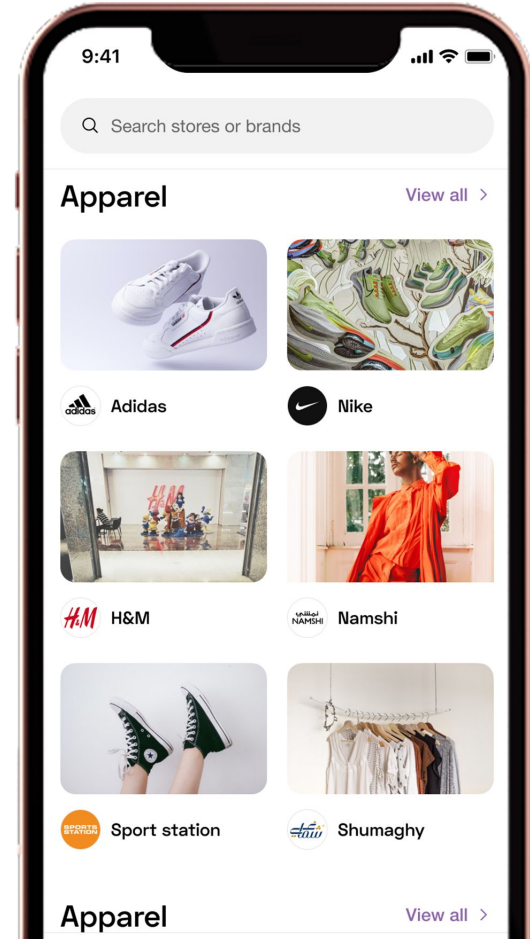 9:41
Search stores or brands
Apparel
View all
H&M
adidas
Adidas
Nike
H&M
H&M
نمشي
NAMSHI
Namshi
SPORTS
STATION
Sport station
Shumaghy
Apparel
View all